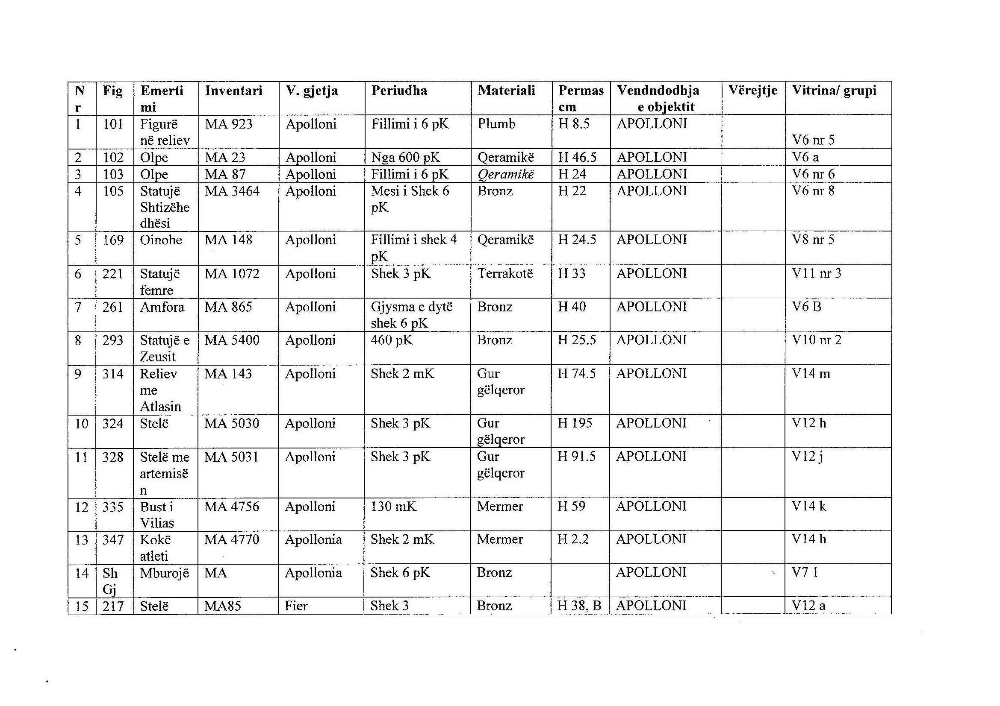 N Fig Emerti Inventari V. gjetja Periudha Materiali Permas Vendndodhja Vërejtje Vitrina/ grupi
r mi cm e objektit
1 101 Figurë MA 923 Apolloni Fillimi i 6 pK Plumb H 8.5 APOLLONI
në reliev V6 nr 5
2 102 Olpe MA 23 Apolloni Nga 600 pK Qeramikë H 46.5 APOLLONI V6 a
3 103 Olpe MA 87 Apolloni Fillimi i 6 pK Qeramikë H 24 APOLLONI V6 nr 6
4 105 Statujë MA 3464 Apolloni Mesi i Shek 6 Bronz H 22 APOLLONI V6 nr 8
Shtizëhe pK
dhësi
5 169 Oinohe MA 148 Apolloni Fillimi i shek 4 Qeramikë H 24.5 APOLLONI V8 nr 5
pK
6 221 Statujë MA 1072 Apolloni Shek 3 pK Terrakotë H 33 APOLLONI V11 nr 3
femre
7 261 Amfora MA 865 Apolloni Gjysma e dytë Bronz H 40 APOLLONI V6 B
shek 6 pK
8 293 Statujë e MA 5400 Apolloni 460 pK Bronz H 25.5 APOLLONI V10 nr 2
Zeusit
9 314 Reliev MA 143 Apolloni Shek 2 mK Gur H 74.5 APOLLONI V14 m
me gëlqeror
Atlasin
10 324 Stelë MA 5030 Apolloni Shek 3 pK Gur H 195 APOLLONI V12 h
gëlqeror
11 328 Stelë me MA 5031 Apolloni Shek 3 pK Gur H 91.5 APOLLONI V12 j
artemisë gëlqeror
n
12 335 Bust i MA 4756 Apolloni 130 mK Mermer H 59 APOLLONI V14 k
Vilias
13 347 Kokë MA 4770 Apollonia Shek 2 mK Mermer H 2.2 APOLLONI V14 h
atleti
14 Sh Mburojë MA Apollonia Shek 6 pK Bronz APOLLONI V7 1
Gj
15 217 Stelë MA85 Fier Shek 3 Bronz H 38, B APOLLONI V12 a